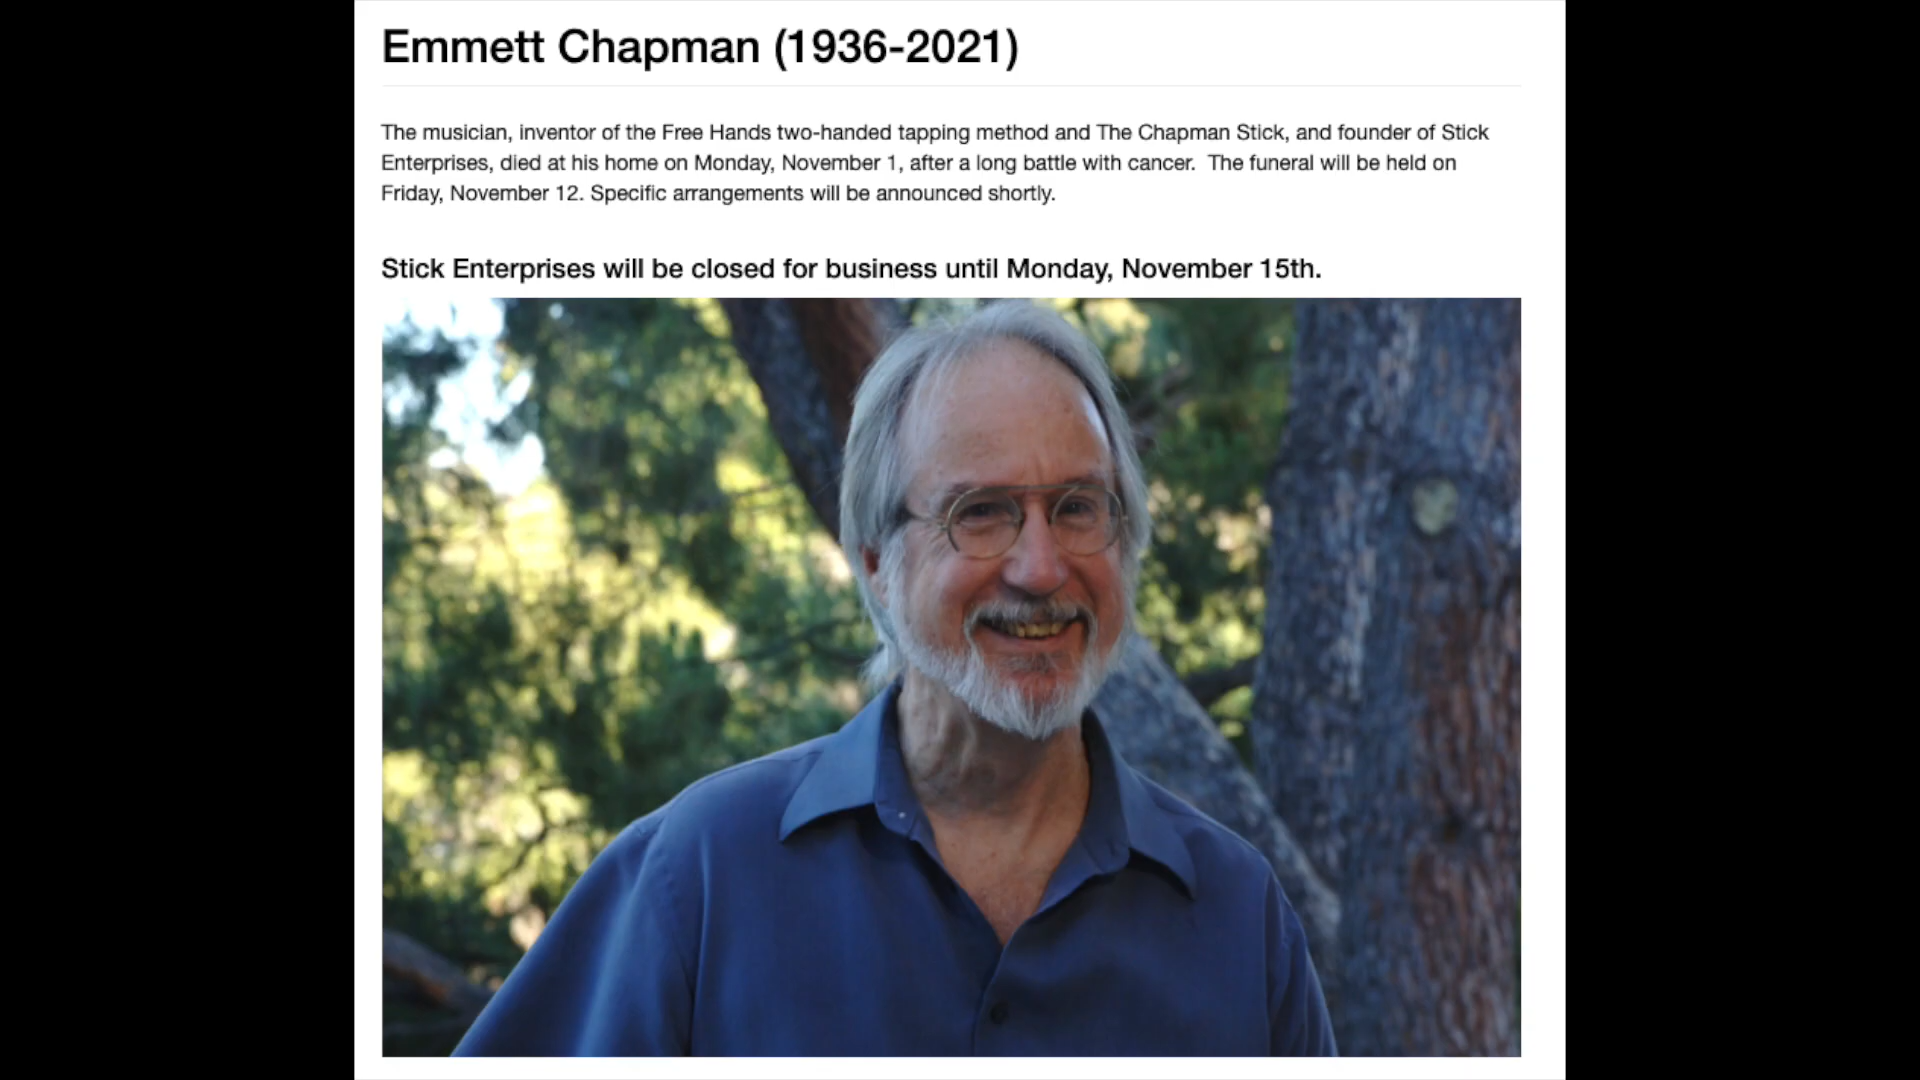 Emmett Chapman (1936-2021)
The musician, inventor of the Free Hands two-handed tapping method and The Chapman Stick, and founder of Stick
Enterprises, died at his home on Monday, November 1, after a long battle with cancer.  The funeral will be held on
Friday, November 12. Specific arrangements will be announced shortly.
Stick Enterprises will be closed for business until Monday, November 15th.